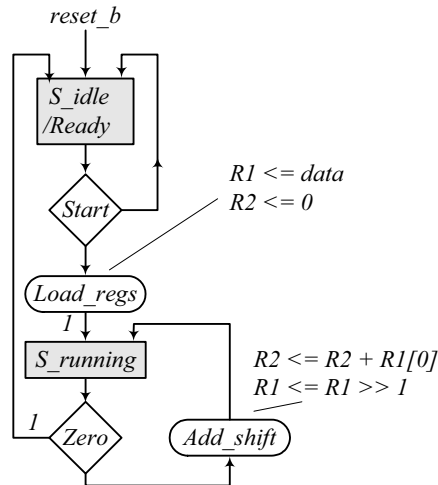 reset_b
S_idle
/Ready
Start
R1 <= data
R2 <= 0
Load_regs
1
S_running
R2 <= R2 + R1[0]
R1 <= R1 >> 1
1
Zero
Add_shift